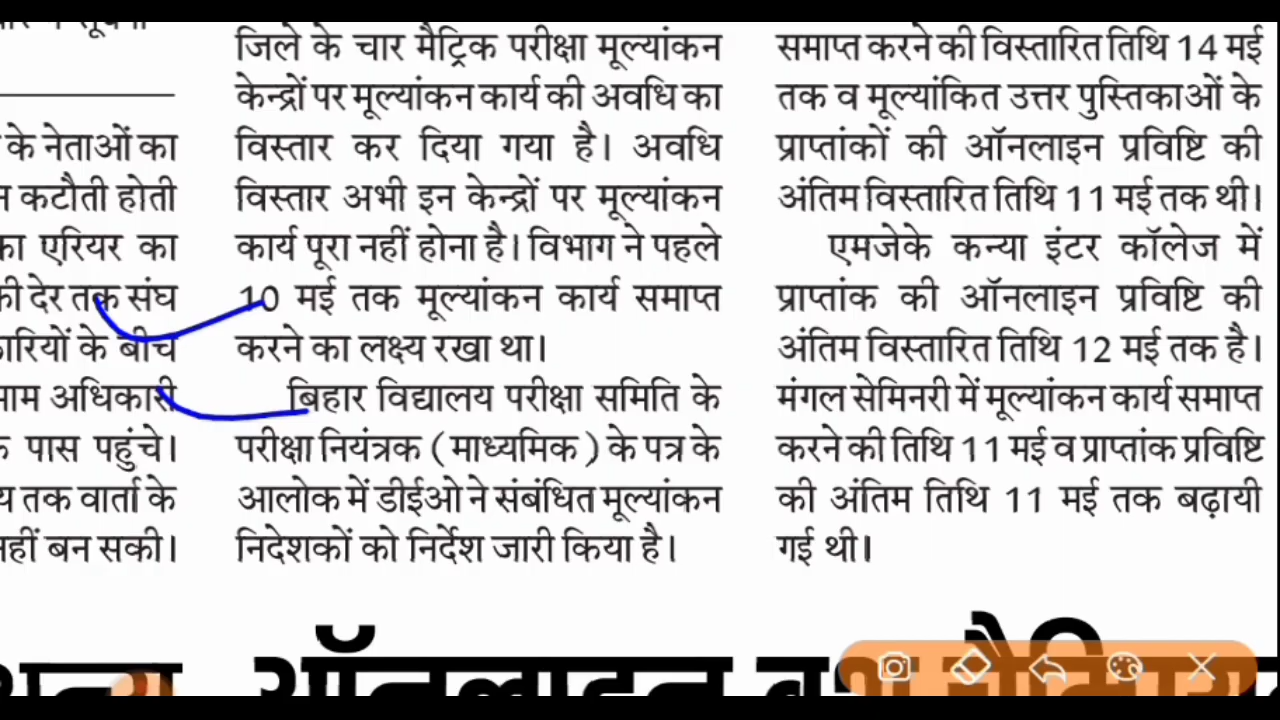 के नेताओं का
कटौती होती
एरियर का
देर तक संघ
के बीच
अधिकारी
पास पहुंचे।
तक वार्ता के
नहीं बन सकी।
जिले के चार मैट्रिक परीक्षा मूल्यांकन
केन्द्रों पर मूल्यांकन कार्य की अवधि का
विस्तार कर दिया गया है। अवधि
विस्तार अभी इन केन्द्रों पर मूल्यांकन
कार्य पूरा नहीं होना है। विभाग ने पहले
10 मई तक मूल्यांकन कार्य समाप्त
करने का लक्ष्य रखा था।
बिहार विद्यालय परीक्षा समिति के
परीक्षा नियंत्रक (माध्यमिक) के पत्र के
आलोक में डीईओ ने संबंधित मूल्यांकन
निदेशकों को निर्देश जारी किया है।
समाप्त करने की विस्तारित तिथि 14 मई
तक व मूल्यांकित उत्तर पुस्तिकाओं के
प्राप्तांकों की ऑनलाइन प्रविष्टि की
अंतिम विस्तारित तिथि 11 मई तक थी।
एमजेके कन्या इंटर कॉलेज में
प्राप्तांक की ऑनलाइन प्रविष्टि की
अंतिम विस्तारित तिथि 12 मई तक है।
मंगल सेमिनरी में मूल्यांकन कार्य समाप्त
करने की तिथि 11 मई व प्राप्तांक प्रविष्टि
की अंतिम तिथि 11 मई तक बढ़ायी
गई थी।
ऑनलाइन